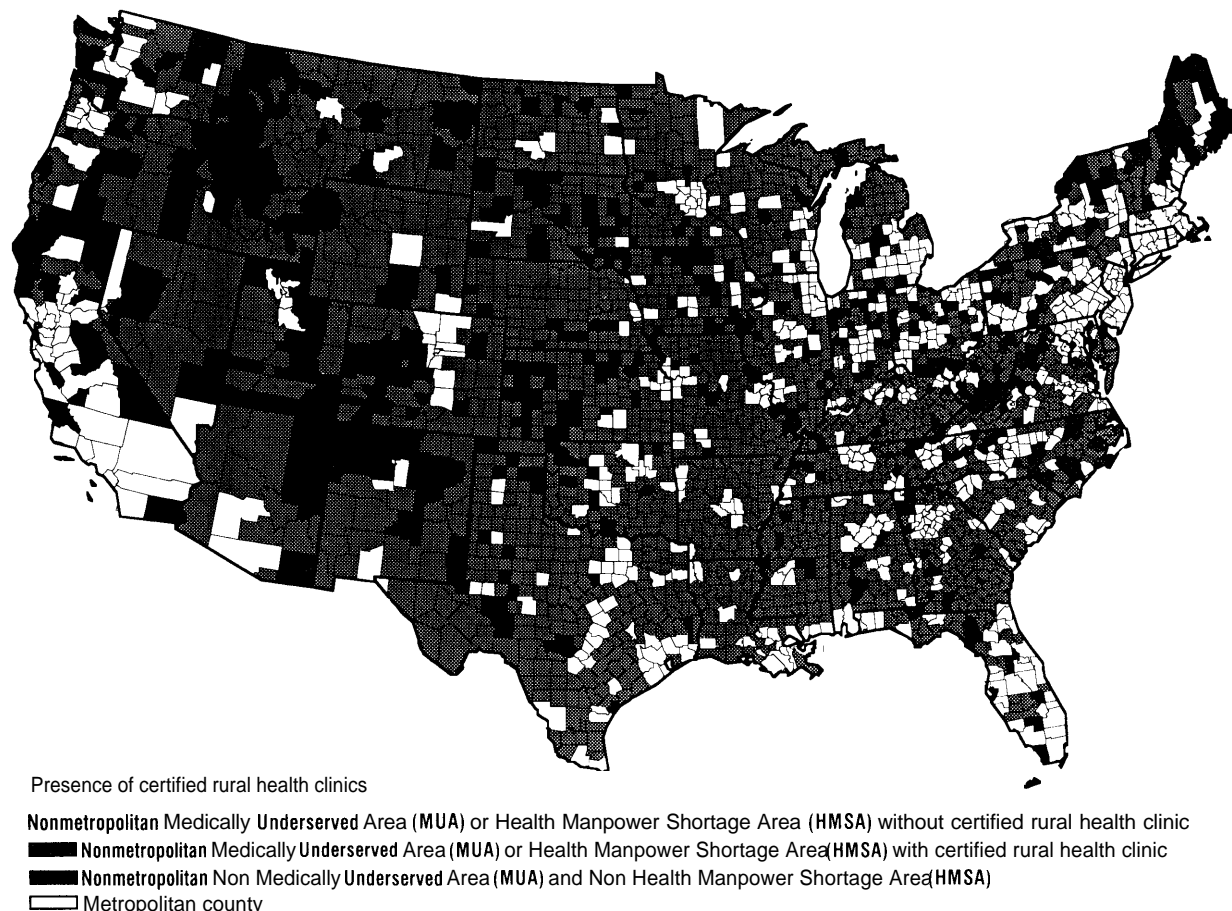 Presence of certified rural health clinics
Nonmetropolitan Medically Underserved Area (MUA) or Health Manpower Shortage Area (HMSA) without certified rural health clinic
Nonmetropolitan Medically Underserved Area (MUA) or Health Manpower Shortage Area(HMSA) with certified rural health clinic
Nonmetropolitan Non Medically Underserved Area (MUA) and Non Health Manpower Shortage Area(HMSA)
Metropolitan county